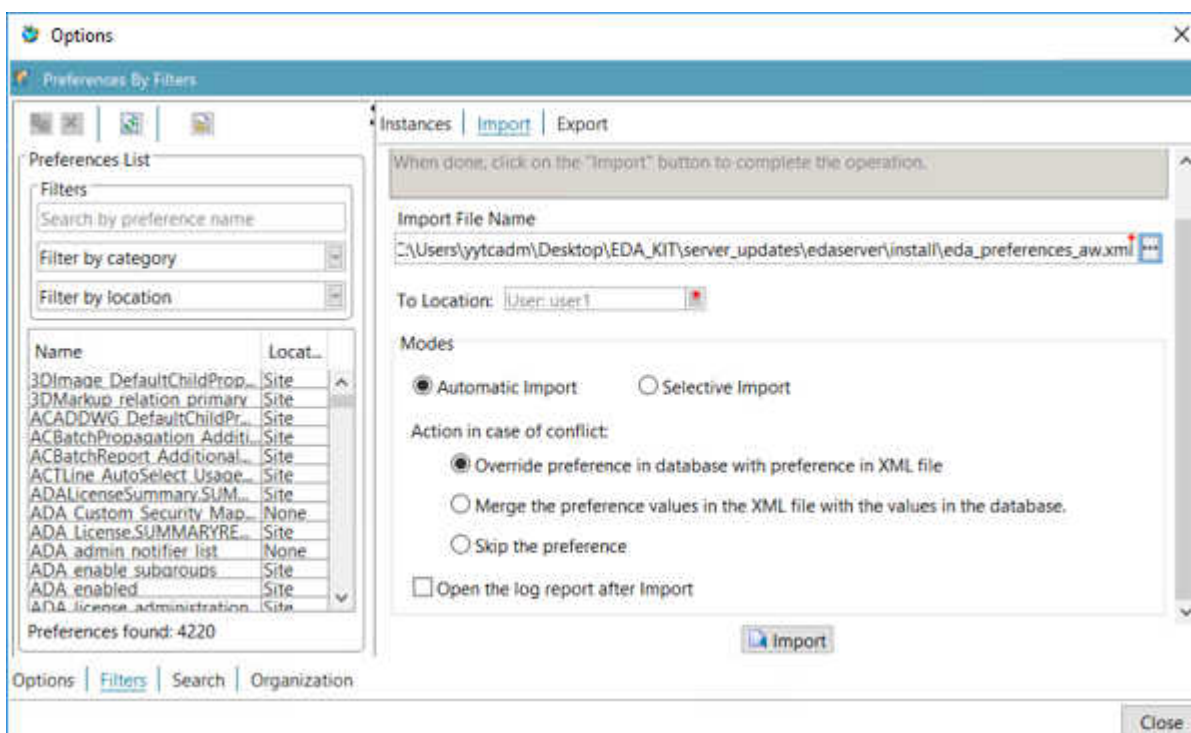 Options
Preferences By Filters
Instances | Import | Export
Preferences List
Filters
Search by preference name
Filter by category
Filter by location
Name Locat...
3DImage_DefaultChildProp... Site
3DMarkup_relation_primary Site
ACADDWG_DefaultChildPr... Site
ACBatchPropagation_Additi... Site
ACBatchReport_Additional... Site
ACTLine_AutoSelect_Usage... Site
ADALicenseSummary.SUM... Site
ADA_Custom_Security_Map... None
ADA_License.SUMMARYRE... Site
ADA_admin_notifier_list None
ADA_enable_subgroups Site
ADA_enabled Site
ADA_license_administration Site
Preferences found: 4220
When done, click on the "Import" button to complete the operation.
Import File Name
C:\Users\yytcadm\Desktop\EDA_KIT\server_updates\edaserver\install\eda_preferences_aw.xml
To Location: User: user1
Modes
Automatic Import Selective Import
Action in case of conflict:
Override preference in database with preference in XML file
Merge the preference values in the XML file with the values in the database.
Skip the preference
Open the log report after Import
Import
Options | Filters | Search | Organization
Close